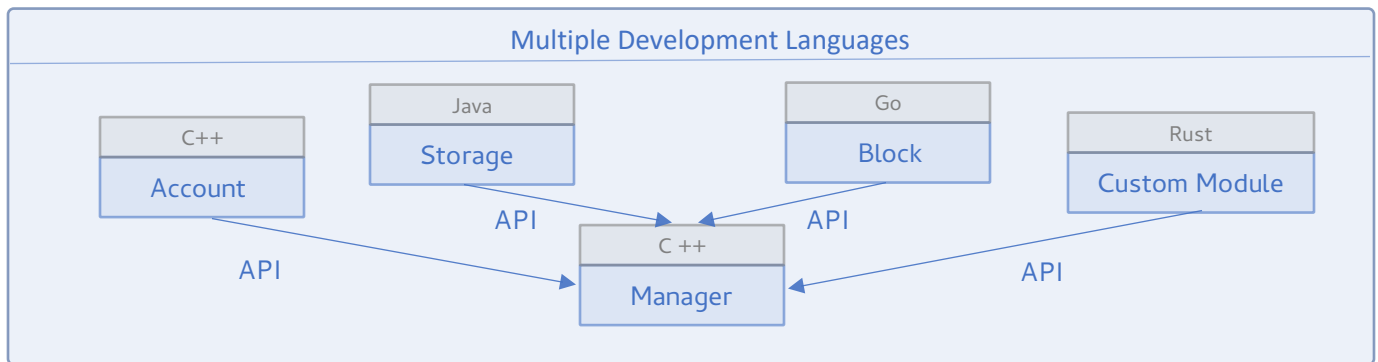 Multiple Development Languages
C++
Account
Java
Storage
Go
Block
Rust
Custom Module
API
API
API
API
C ++
Manager